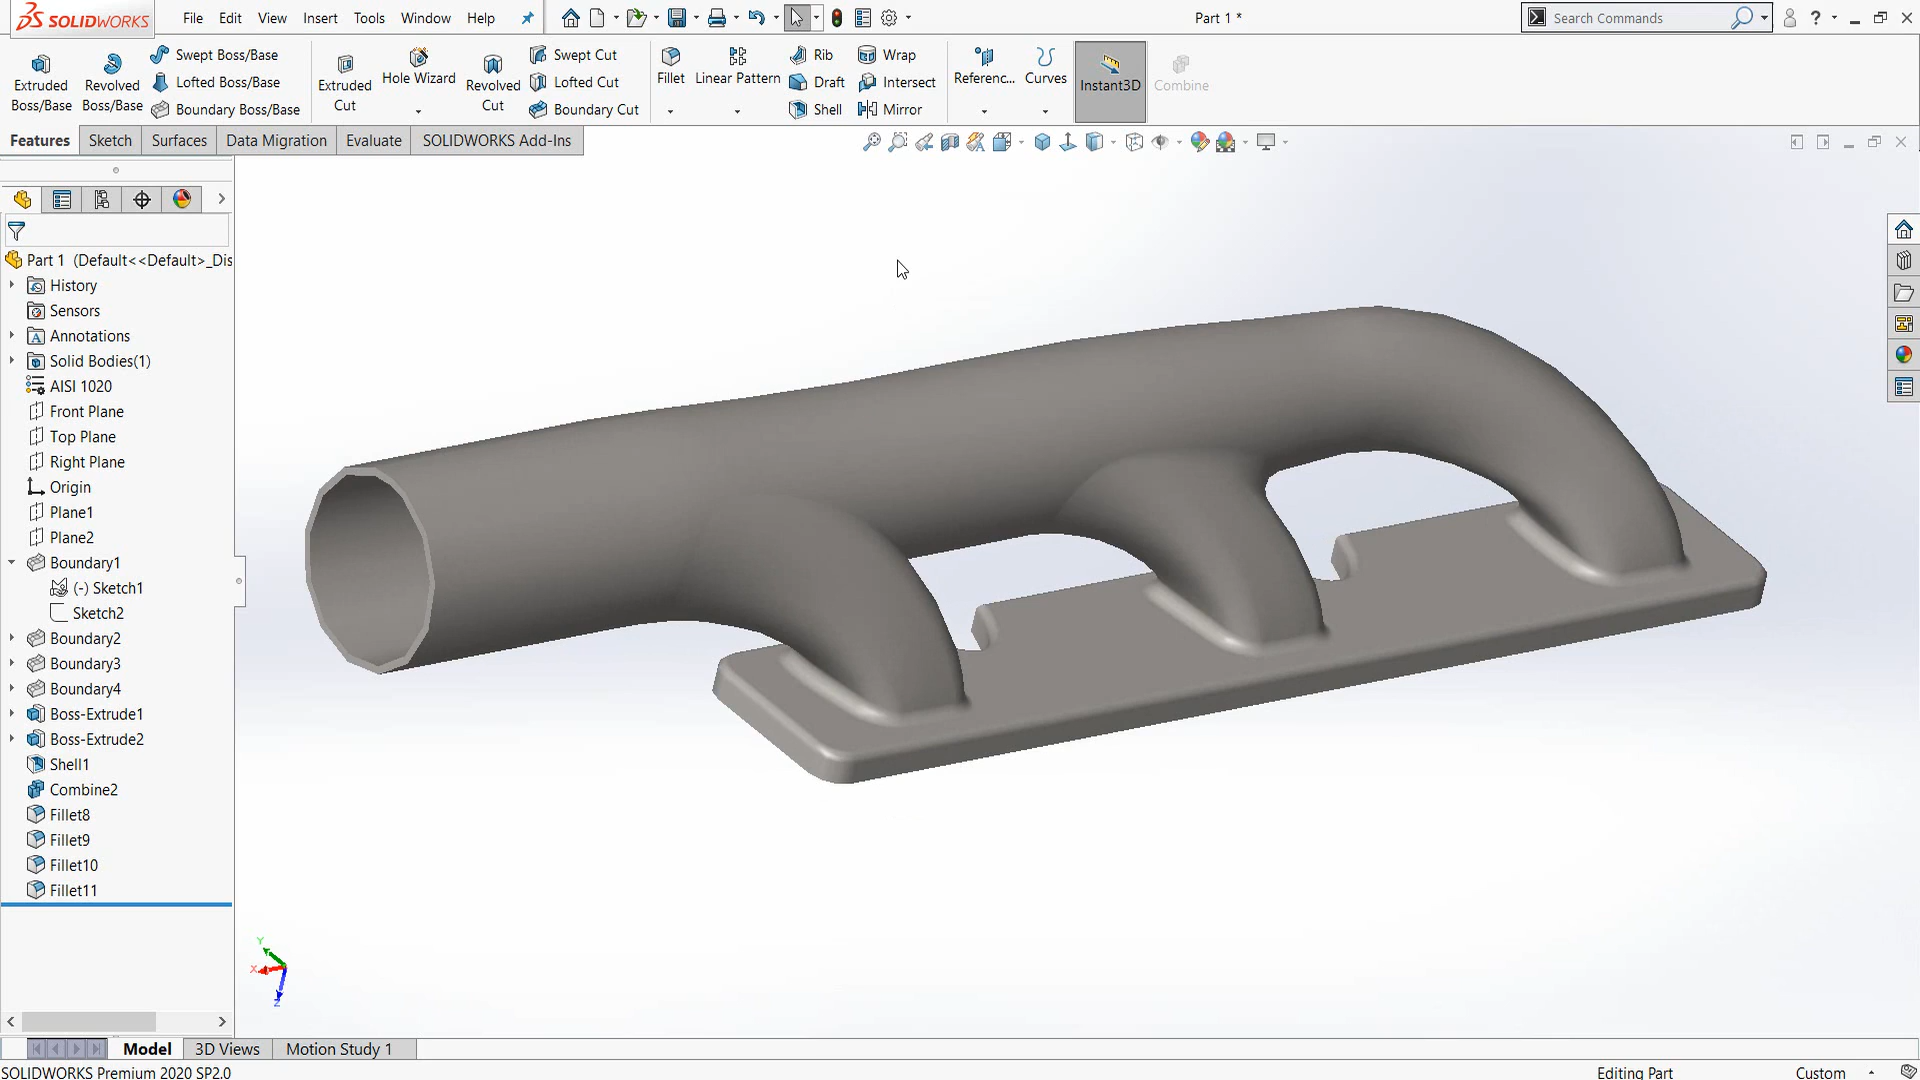 SOLIDWORKS File Edit View Insert Tools Window Help Part 1 * Search Commands ?
Extruded Boss/Base
Revolved Boss/Base
Swept Boss/Base
Lofted Boss/Base
Boundary Boss/Base
Extruded Cut
Hole Wizard
Revolved Cut
Swept Cut
Lofted Cut
Boundary Cut
Fillet
Linear Pattern
Rib
Draft
Shell
Wrap
Intersect
Mirror
Referenc...
Curves
Instant3D
Combine
Features Sketch Surfaces Data Migration Evaluate SOLIDWORKS Add-Ins
Part 1 (Default<<Default>_Dis
History
Sensors
Annotations
Solid Bodies(1)
AISI 1020
Front Plane
Top Plane
Right Plane
Origin
Plane1
Plane2
Boundary1
(-) Sketch1
Sketch2
Boundary2
Boundary3
Boundary4
Boss-Extrude1
Boss-Extrude2
Shell1
Combine2
Fillet8
Fillet9
Fillet10
Fillet11
Y
X
Z
Model 3D Views Motion Study 1
SOLIDWORKS Premium 2020 SP2.0 Editing Part Custom